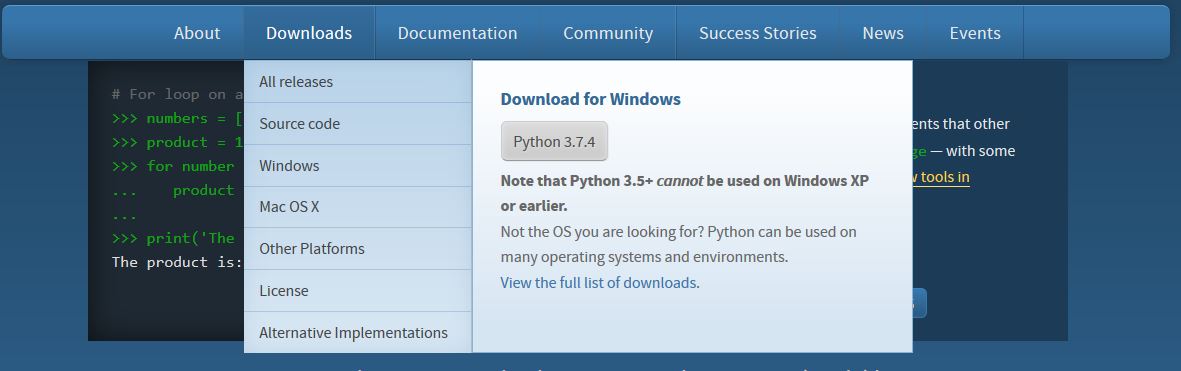 About Downloads Documentation Community Success Stories News Events
# For loop on a
>>> numbers = [
>>> product = 1
>>> for number
...    product
...
>>> print('The
The product is:
All releases
Source code
Windows
Mac OS X
Other Platforms
License
Alternative Implementations
Download for Windows
Python 3.7.4
Note that Python 3.5+ cannot be used on Windows XP
or earlier.
Not the OS you are looking for? Python can be used on
many operating systems and environments.
View the full list of downloads.
ents that other
ge — with some
tools in